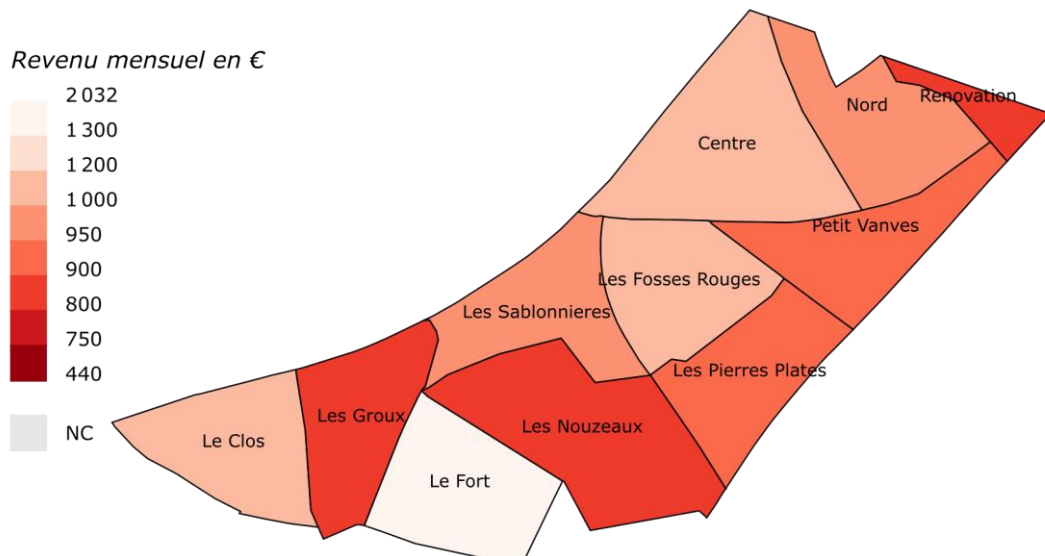 Revenu mensuel en €
2 032
1 300
1 200
1 000
950
900
800
750
440
NC
Renovation
Nord
Centre
Petit Vanves
Les Fosses Rouges
Les Sablonnieres
Les Pierres Plates
Les Groux
Les Nouzeaux
Le Clos
Le Fort